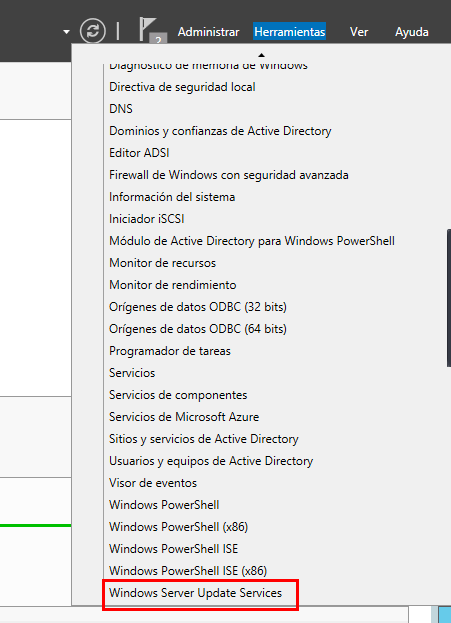 2 Administrar Herramientas Ver Ayuda
Diagnóstico de memoria de Windows
Directiva de seguridad local
DNS
Dominios y confianzas de Active Directory
Editor ADSI
Firewall de Windows con seguridad avanzada
Información del sistema
Iniciador iSCSI
Módulo de Active Directory para Windows PowerShell
Monitor de recursos
Monitor de rendimiento
Orígenes de datos ODBC (32 bits)
Orígenes de datos ODBC (64 bits)
Programador de tareas
Servicios
Servicios de componentes
Servicios de Microsoft Azure
Sitios y servicios de Active Directory
Usuarios y equipos de Active Directory
Visor de eventos
Windows PowerShell
Windows PowerShell (x86)
Windows PowerShell ISE
Windows PowerShell ISE (x86)
Windows Server Update Services